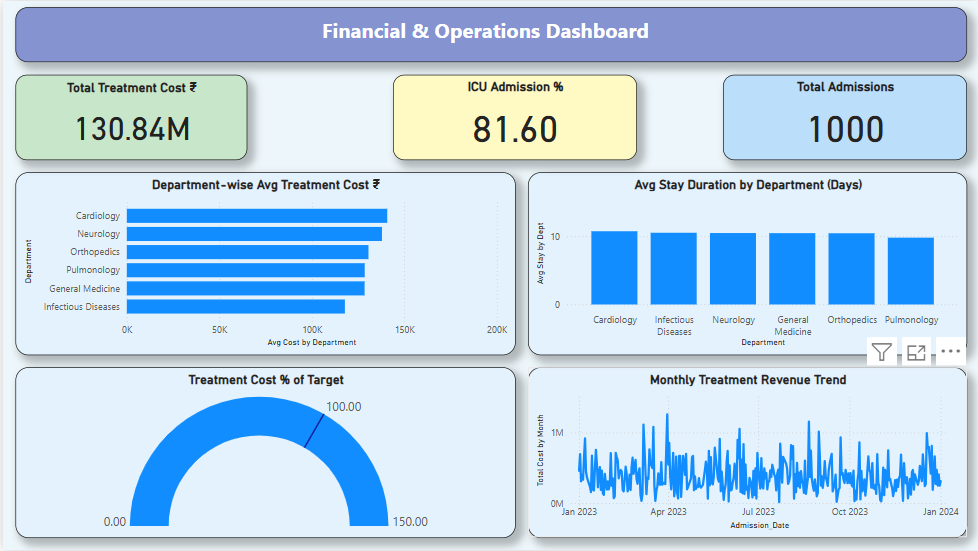 Financial & Operations Dashboard
Total Treatment Cost ₹
130.84M
ICU Admission %
81.60
Total Admissions
1000
Department-wise Avg Treatment Cost ₹
Department
Cardiology
Neurology
Orthopedics
Pulmonology
General Medicine
Infectious Diseases
0K
50K
100K
150K
200K
Avg Cost by Department
Avg Stay Duration by Department (Days)
Avg Stay by Dept
10
0
Cardiology
Infectious
Diseases
Neurology
General
Medicine
Orthopedics
Pulmonology
Department
Treatment Cost % of Target
100.00
0.00
150.00
Monthly Treatment Revenue Trend
Total Cost by Month
1M
0M
Jan 2023
Apr 2023
Jul 2023
Oct 2023
Jan 2024
Admission_Date